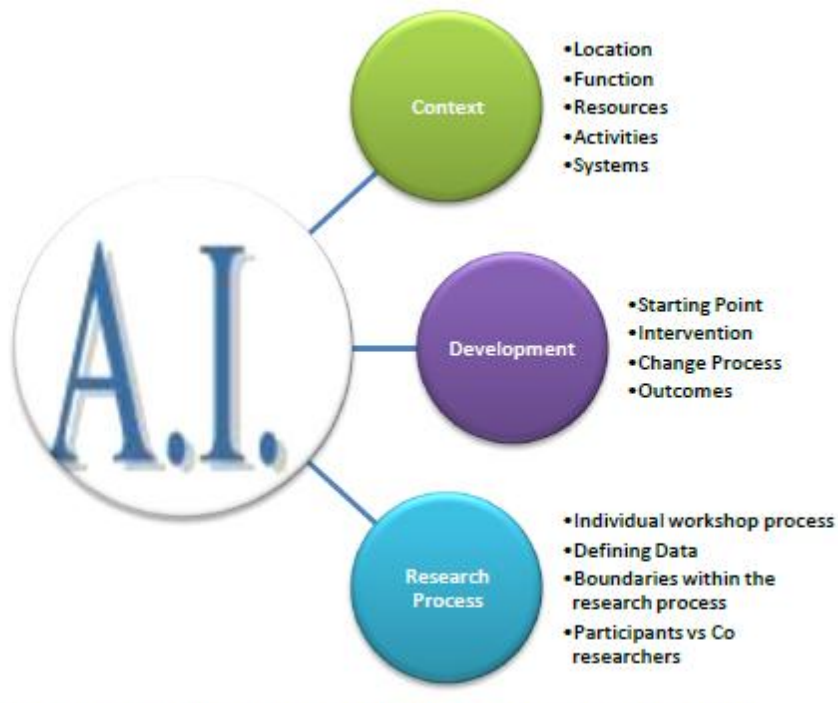 A.I.
Context
•Location
•Function
•Resources
•Activities
•Systems
Development
•Starting Point
•Intervention
•Change Process
•Outcomes
Research
Process
•Individual workshop process
•Defining Data
•Boundaries within the
research process
•Participants vs Co
researchers